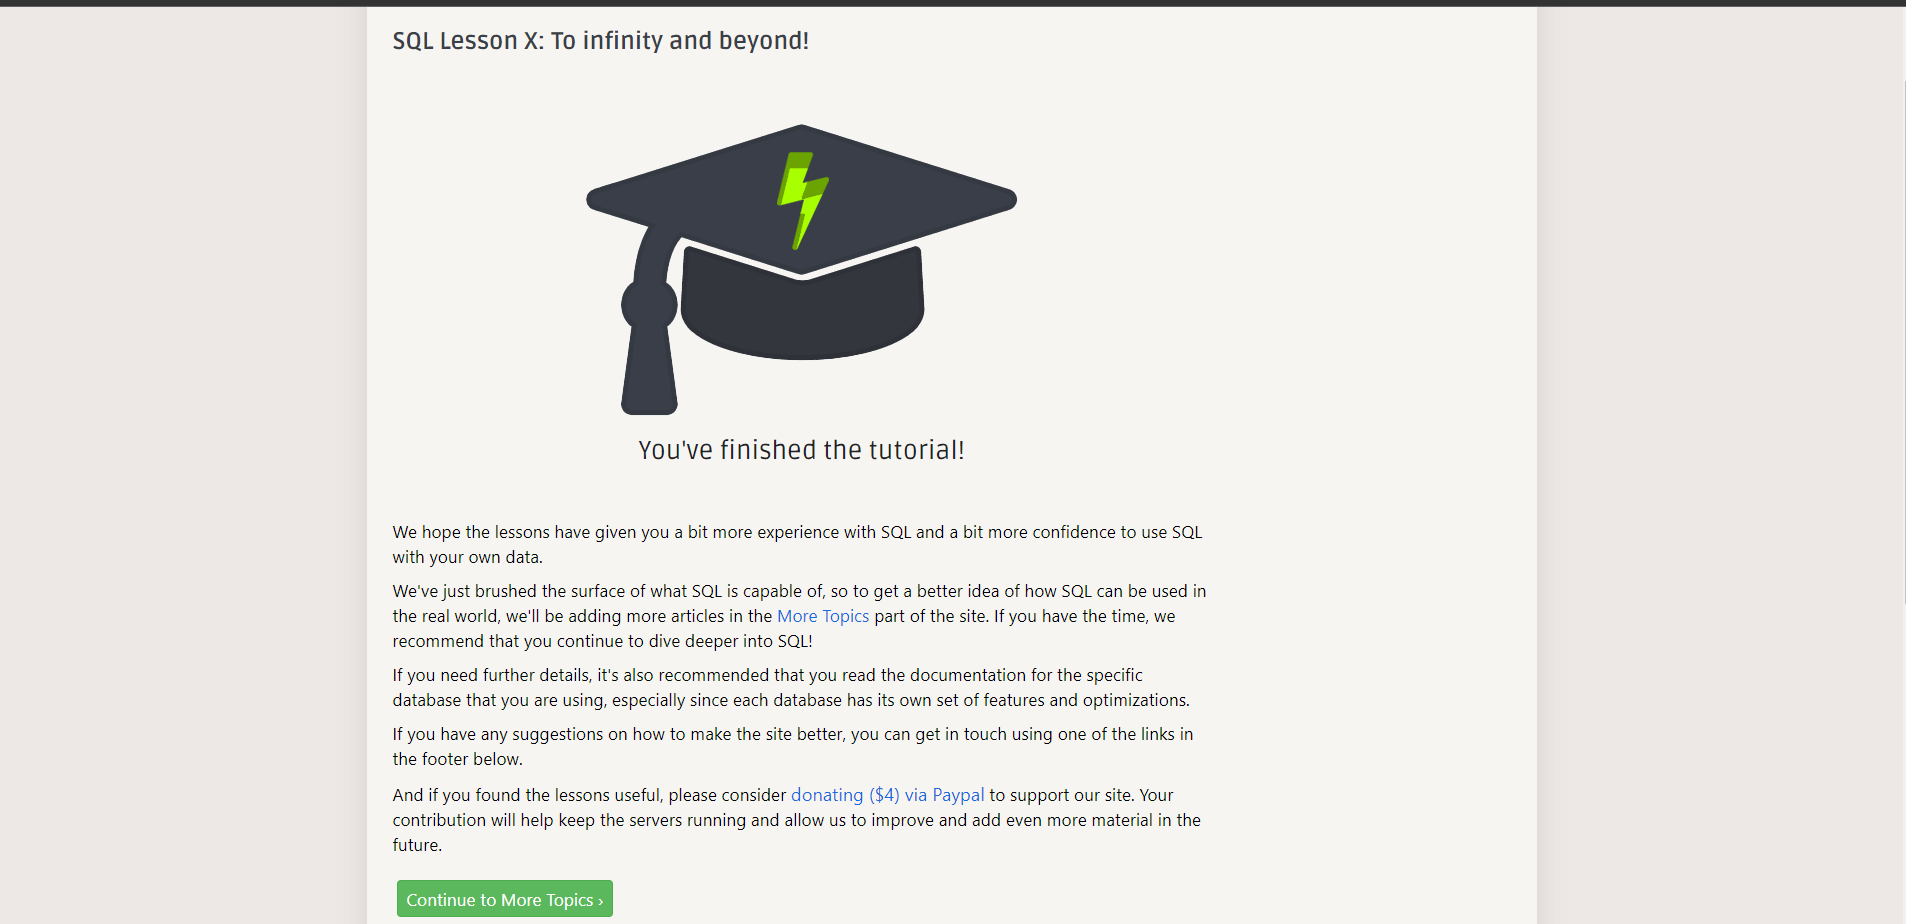 SQL Lesson X: To infinity and beyond!
You've finished the tutorial!
We hope the lessons have given you a bit more experience with SQL and a bit more confidence to use SQL
with your own data.
We've just brushed the surface of what SQL is capable of, so to get a better idea of how SQL can be used in
the real world, we'll be adding more articles in the More Topics part of the site. If you have the time, we
recommend that you continue to dive deeper into SQL!
If you need further details, it's also recommended that you read the documentation for the specific
database that you are using, especially since each database has its own set of features and optimizations.
If you have any suggestions on how to make the site better, you can get in touch using one of the links in
the footer below.
And if you found the lessons useful, please consider donating ($4) via Paypal to support our site. Your
contribution will help keep the servers running and allow us to improve and add even more material in the
future.
Continue to More Topics ›